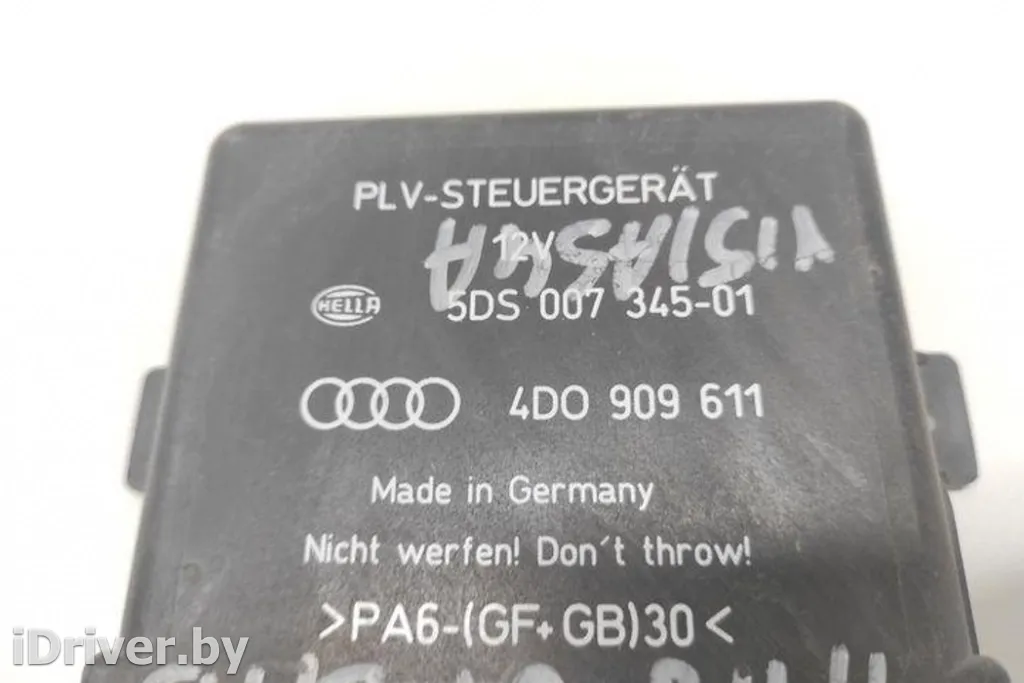 PLV-STEUERGERÄT
12V
HELLA 5DS 007 345-01
4D0 909 611
Made in Germany
Nicht werfen! Don´t throw!
>PA6-(GF+GB)30<
iDriver.by